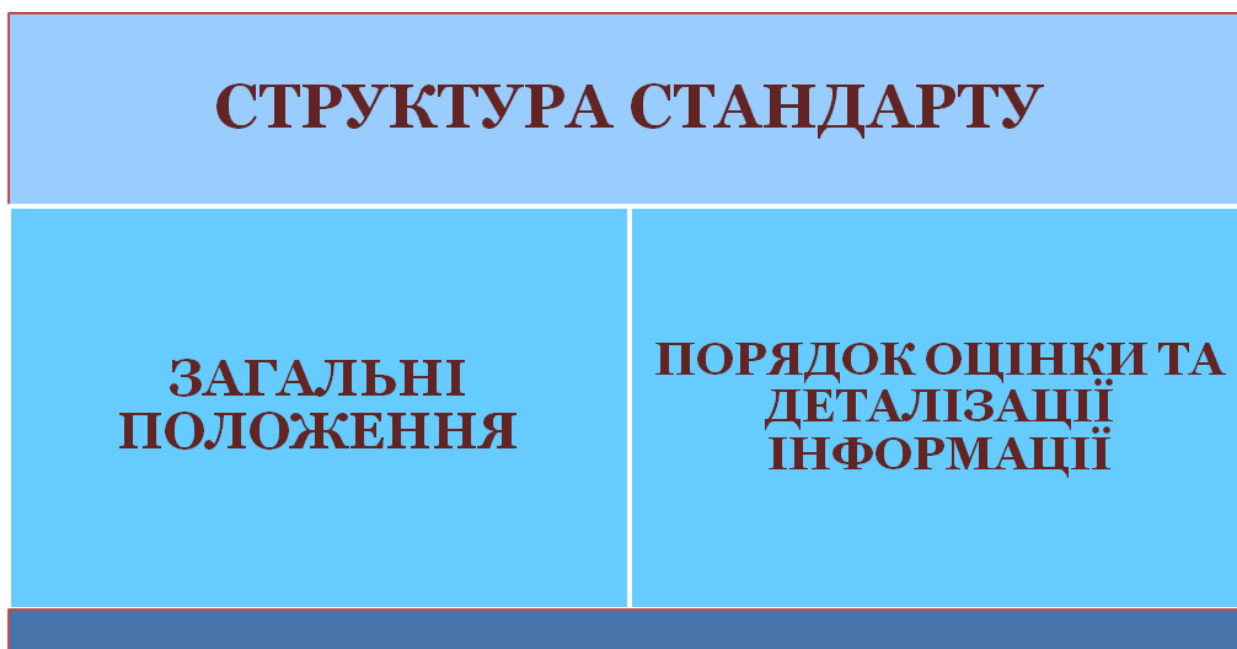 СТРУКТУРА СТАНДАРТУ
ЗАГАЛЬНІ
ПОЛОЖЕННЯ
ПОРЯДОК ОЦІНКИ ТА
ДЕТАЛІЗАЦІЇ
ІНФОРМАЦІЇ